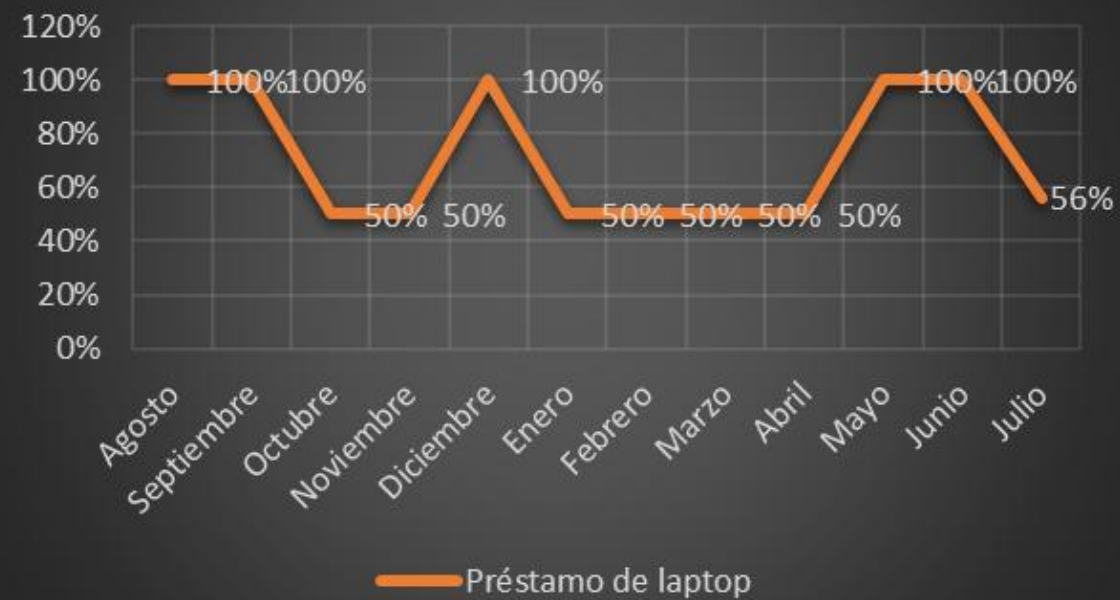 120%
100%
80%
60%
40%
20%
0%
100% 100% 100% 100% 100%
56%
50% 50% 50% 50% 50% 50%
Agosto
Septiembre
Octubre
Noviembre
Diciembre
Enero
Febrero
Marzo
Abril
Mayo
Junio
Julio
Préstamo de laptop